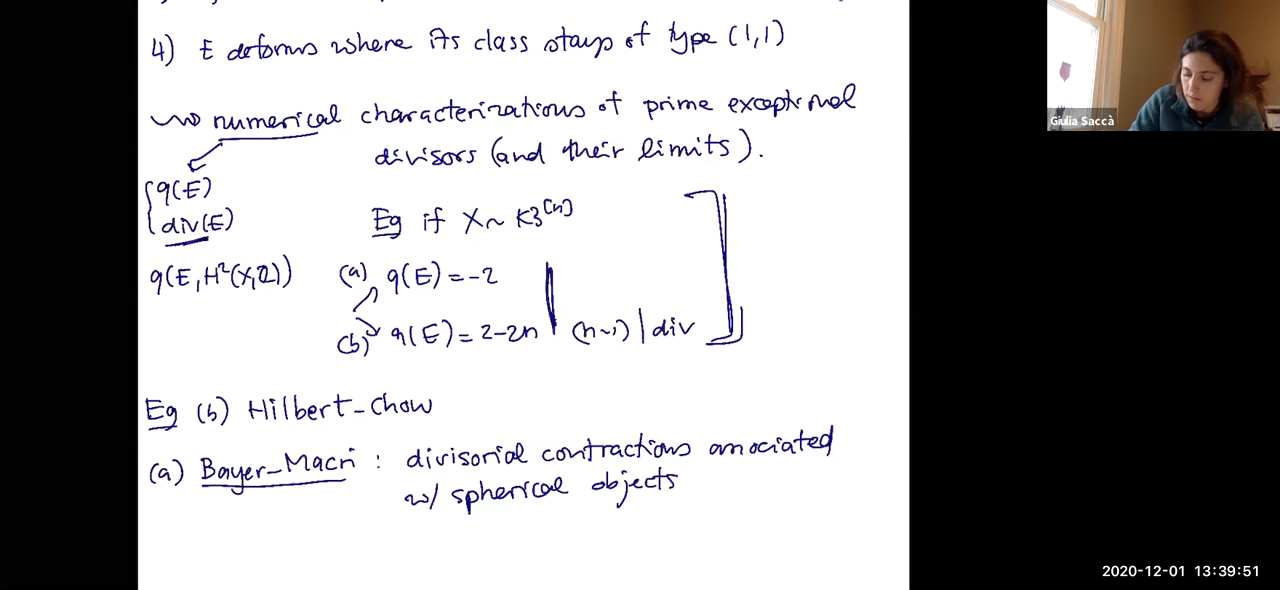 4) E deforms where its class stays of type (1,1)
⇝ numerical characterizations of prime exceptional
divisors (and their limits).
q(E)
div(E)
Eg if X ~ K3^[n]
q(E, H²(X,Z))
(a) q(E) = -2
(b) q(E) = 2-2n (n-1) | div
Eg (b) Hilbert-Chow
(a) Bayer-Macrì : divisorial contractions associated
w/ spherical objects
Giulia Saccà
2020-12-01 13:39:51